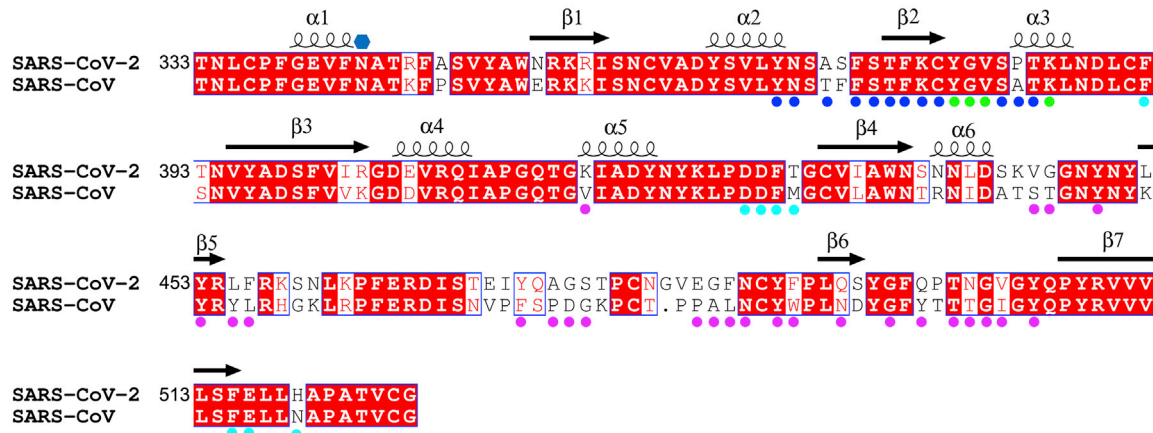 α1 β1 α2 β2 α3
SARS-CoV-2 333 TNLCPFGEVFNATRFASVYAWNRKRISNCVADYSVLYNSASFSTFKCYGVSPTKLNDLCF
SARS-CoV TNLCPFGEVFNATKFPSVYAWERKKISNCVADYSVLYNSTFFSTFKCYGVSATKLNDLCF
β3 α4 α5 β4 α6
SARS-CoV-2 393 TNVYADSFVIRGDEVRQIAPGQTGKIADYNYKLPDDFTGCVIAWNSNNLDSKVGGNYNYL
SARS-CoV SNVYADSFVVKGDDVRQIAPGQTGVIADYNYKLPDDFMGCVLAWNTRNIDATSTGNYNYK
β5 β6 β7
SARS-CoV-2 453 YRLFRKSNLKPFERDISTEIYQAGSTPCNGVEGFNCYFPLQSYGFQPTNGVGYQPYRVVV
SARS-CoV YRYLRHGKLRPFERDISNVPFSPDGKPCT.PPALNCYWPLNDYGFYTTTGIGYQPYRVVV
SARS-CoV-2 513 LSFELLHAPATVCG
SARS-CoV LSFELLNAPATVCG